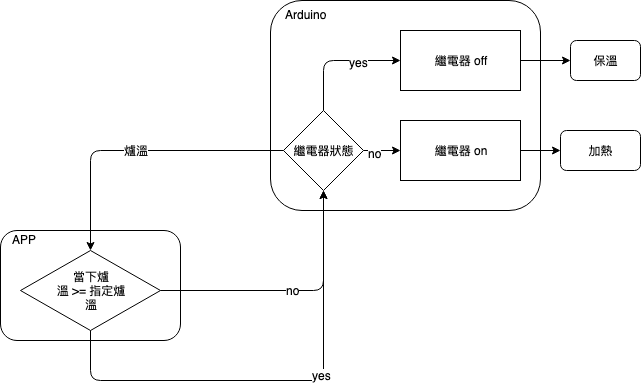 Arduino
yes
繼電器 off
保溫
爐溫
繼電器狀態
no
繼電器 on
加熱
APP
當下爐
溫 >= 指定爐
溫
no
yes